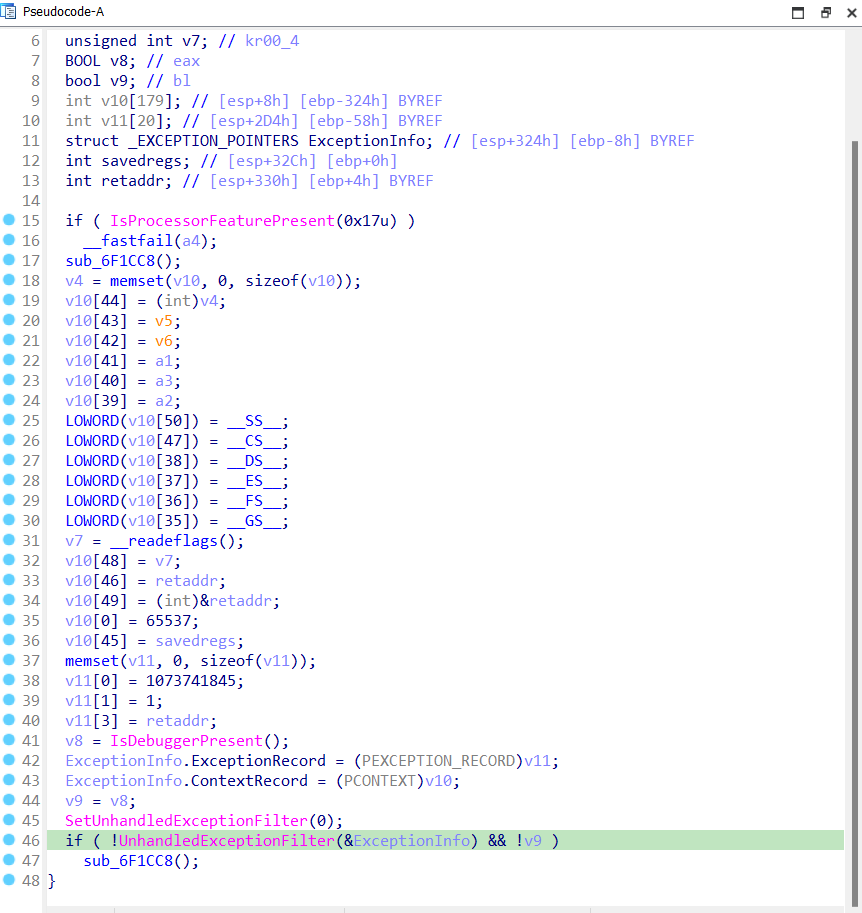 Pseudocode-A
6 unsigned int v7; // kr00_4
7 BOOL v8; // eax
8 bool v9; // bl
9 int v10[179]; // [esp+8h] [ebp-324h] BYREF
10 int v11[20]; // [esp+2D4h] [ebp-58h] BYREF
11 struct _EXCEPTION_POINTERS ExceptionInfo; // [esp+324h] [ebp-8h] BYREF
12 int savedregs; // [esp+32Ch] [ebp+0h]
13 int retaddr; // [esp+330h] [ebp+4h] BYREF
14
15 if ( IsProcessorFeaturePresent(0x17u) )
16 __fastfail(a4);
17 sub_6F1CC8();
18 v4 = memset(v10, 0, sizeof(v10));
19 v10[44] = (int)v4;
20 v10[43] = v5;
21 v10[42] = v6;
22 v10[41] = a1;
23 v10[40] = a3;
24 v10[39] = a2;
25 LOWORD(v10[50]) = __SS__;
26 LOWORD(v10[47]) = __CS__;
27 LOWORD(v10[38]) = __DS__;
28 LOWORD(v10[37]) = __ES__;
29 LOWORD(v10[36]) = __FS__;
30 LOWORD(v10[35]) = __GS__;
31 v7 = __readeflags();
32 v10[48] = v7;
33 v10[46] = retaddr;
34 v10[49] = (int)&retaddr;
35 v10[0] = 65537;
36 v10[45] = savedregs;
37 memset(v11, 0, sizeof(v11));
38 v11[0] = 1073741845;
39 v11[1] = 1;
40 v11[3] = retaddr;
41 v8 = IsDebuggerPresent();
42 ExceptionInfo.ExceptionRecord = (PEXCEPTION_RECORD)v11;
43 ExceptionInfo.ContextRecord = (PCONTEXT)v10;
44 v9 = v8;
45 SetUnhandledExceptionFilter(0);
46 if ( !UnhandledExceptionFilter(&ExceptionInfo) && !v9 )
47 sub_6F1CC8();
48 }